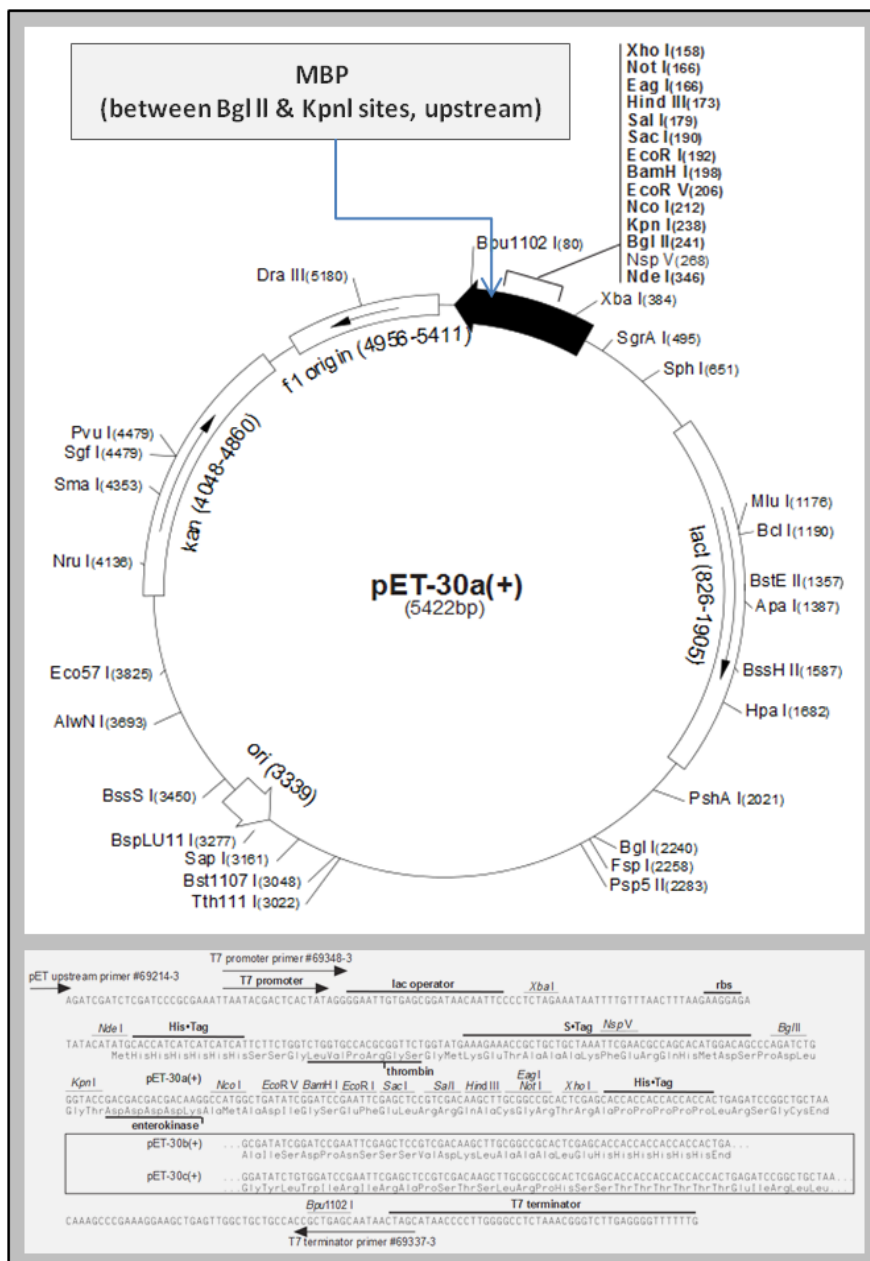 MBP
(between Bgl II & KpnI sites, upstream)
Xho I(158)
Not I(166)
Eag I(166)
Hind III(173)
Sal I(179)
Sac I(190)
EcoR I(192)
BamH I(198)
EcoR V(206)
Nco I(212)
Kpn I(238)
Bgl II(241)
Nsp V(268)
Nde I(346)
Bpu1102 I(80)
Dra III(5180)
Xba I(384)
SgrA I(495)
Sph I(651)
f1 origin (4956-5411)
Pvu I(4479)
Sgf I(4479)
Sma I(4353)
kan (4048-4860)
Nru I(4136)
Mlu I(1176)
Bcl I(1190)
lacI (826-1905)
BstE II(1357)
Apa I(1387)
pET-30a(+)
(5422bp)
BssH II(1587)
Hpa I(1682)
Eco57 I(3825)
AlwN I(3693)
ori (3339)
BssS I(3450)
PshA I(2021)
BspLU11 I(3277)
Sap I(3161)
Bst1107 I(3048)
Tth111 I(3022)
Bgl I(2240)
Fsp I(2258)
Psp5 II(2283)
T7 promoter primer #69348-3
pET upstream primer #69214-3
T7 promoter lac operator XbaI rbs
AGATCGATCTCGATCCCGCGAAATTAATACGACTCACTATAGGGGAATTGTGAGCGGATAACAATTCCCCTCTAGAAATAATTTTGTTTAACTTTAAGAAGGAGA
NdeI His•Tag S•Tag NspV BglII
TATACATATGCACCATCATCATCATCATTCTTCTGGTCTGGTGCCACGCGGTTCTGGTATGAAAGAAACCGCTGCTGCTAAATTCGAACGCCAGCACATGGACAGCCCAGATCTG
MetHisHisHisHisHisHisSerSerGlyLeuValProArgGlySerGlyMetLysGluThrAlaAlaAlaLysPheGluArgGlnHisMetAspSerProAspLeu
thrombin
KpnI pET-30a(+) NcoI EcoRV BamHI EcoRI SacI SalI HindIII EagI NotI XhoI His•Tag
GGTACCGACGACGACGACAAGGCCATGGCTGATATCGGATCCGAATTCGAGCTCCGTCGACAAGCTTGCGGCCGCACTCGAGCACCACCACCACCACCACTGAGATCCGGCTGCTAA
GlyThrAspAspAspAspLysAlaMetAlaAspIleGlySerGluPheGluLeuArgArgGlnAlaCysGlyArgThrArgAlaProProProProProLeuArgSerGlyCysEnd
enterokinase
pET-30b(+) ...GCGATATCGGATCCGAATTCGAGCTCCGTCGACAAGCTTGCGGCCGCACTCGAGCACCACCACCACCACCACTGA...
AlaIleSerAspProAsnSerSerSerValAspLysLeuAlaAlaAlaLeuGluHisHisHisHisHisHisEnd
pET-30c(+) ...GGATATCTGTGGATCCGAATTCGAGCTCCGTCGACAAGCTTGCGGCCGCACTCGAGCACCACCACCACCACCACTGAGATCCGGCTGCTAA...
GlyTyrLeuTrpIleArgIleArgAlaProSerThrSerLeuArgProHisSerSerThrThrThrThrThrThrGluIleArgLeuLeu...
Bpu1102 I T7 terminator
CAAAGCCCGAAAGGAAGCTGAGTTGGCTGCTGCCACCGCTGAGCAATAACTAGCATAACCCCTTGGGGCCTCTAAACGGGTCTTGAGGGGTTTTTTG
T7 terminator primer #69337-3